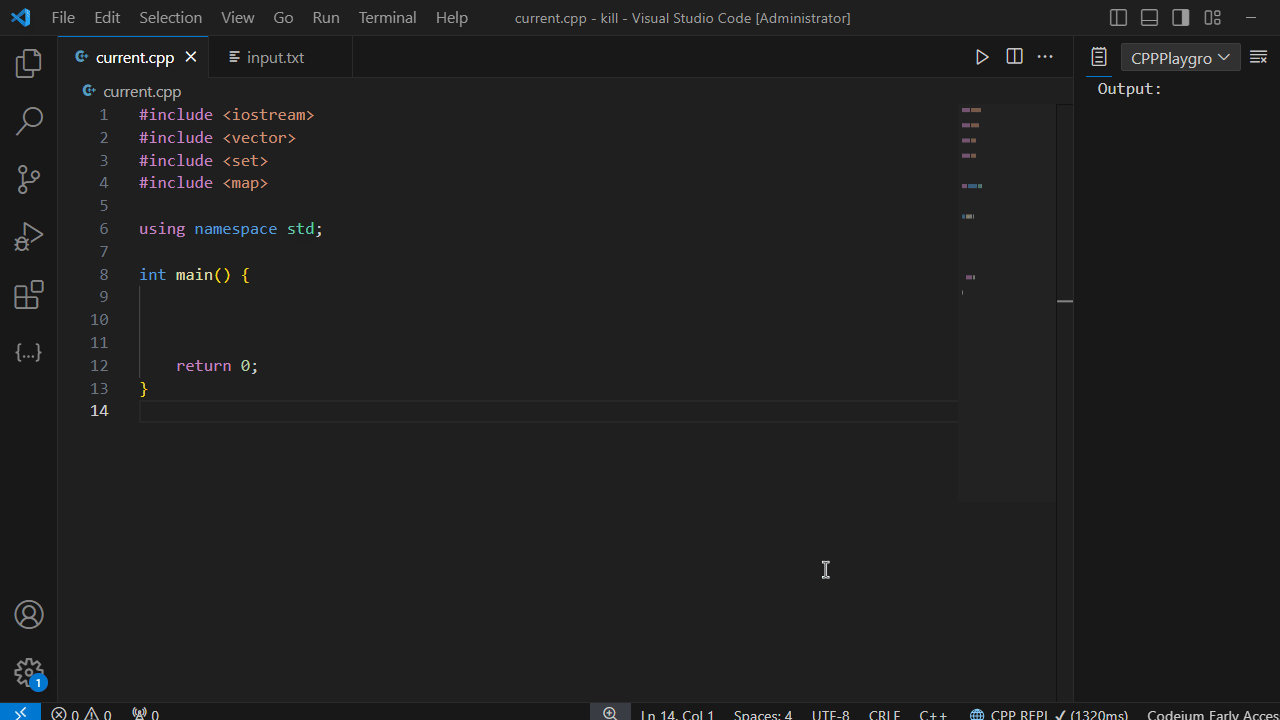 File Edit Selection View Go Run Terminal Help current.cpp - kill - Visual Studio Code [Administrator]
current.cpp input.txt
CPPPlaygro
current.cpp
Output:
1 #include <iostream>
2 #include <vector>
3 #include <set>
4 #include <map>
5
6 using namespace std;
7
8 int main() {
9
10
11
12 return 0;
13 }
14
1
0 0 0 Ln 14, Col 1 Spaces: 4 UTF-8 CRLF C++ CPP REPL ✓ (1320ms) Codeium Early Acces